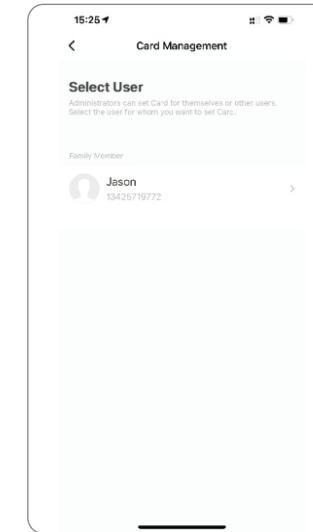 15:25
Card Management
Select User
Administrators can set Card for themselves or other users.
Select the user for whom you want to set Carc.
Family Member
Jason
13425719772